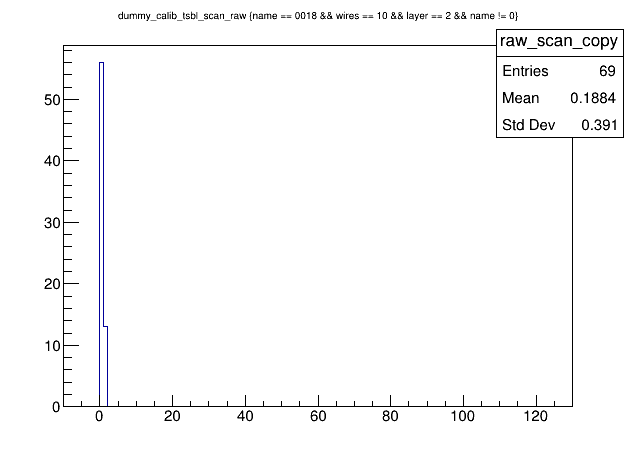 dummy_calib_tsbl_scan_raw {name == 0018 && wires == 10 && layer == 2 && name != 0}
raw_scan_copy
Entries 69
Mean 0.1884
Std Dev 0.391
50
40
30
20
10
0
0 20 40 60 80 100 120